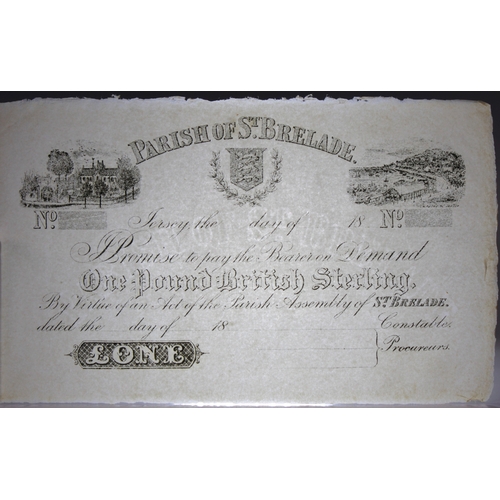 PARISH OF ST. BRELADE.
No. No.
Jersey, the day of 18
I Promise to pay the Bearer on Demand
One Pound British Sterling.
By Virtue of an Act of the Parish Assembly of ST. BRELADE.
dated the day of 18 Constable.
Procureurs.
£ONE